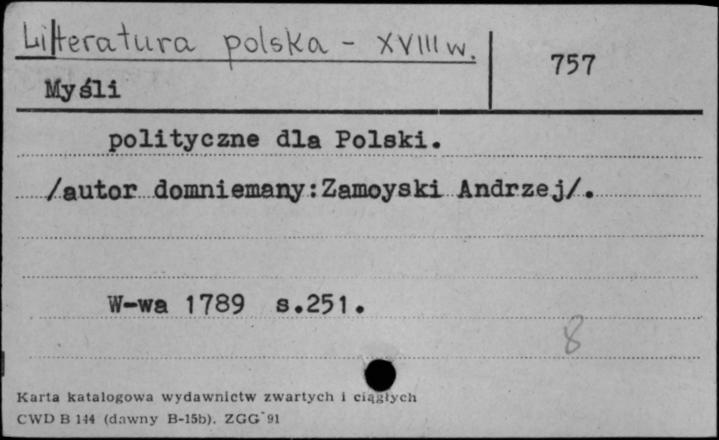 Literatura polska - XVIII w.
757
Myśli
polityczne dla Polski.
/autor domniemany:Zamoyski Andrzej/.
W-wa 1789 s.251.
8
Karta katalogowa wydawnictw zwartych i ciągłych
CWD B 144 (dawny B-15b). ZGG 91